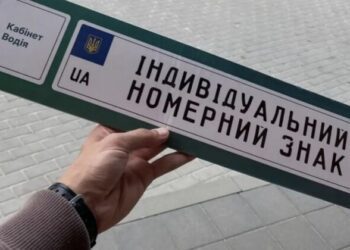 Кабінет
Водія
UA
ІНДИВІДУАЛЬНИЙ
НОМЕРНИЙ ЗНАК